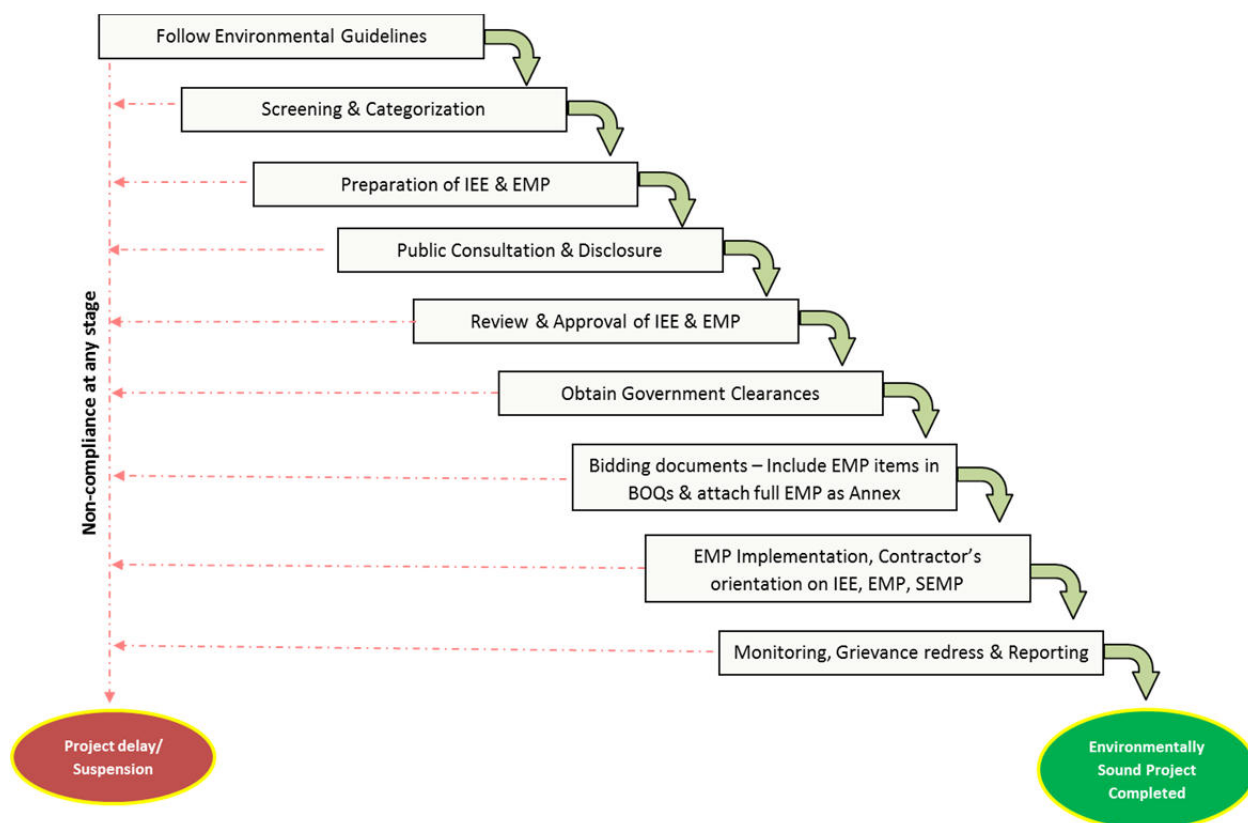 Follow Environmental Guidelines
Screening & Categorization
Preparation of IEE & EMP
Public Consultation & Disclosure
Review & Approval of IEE & EMP
Obtain Government Clearances
Bidding documents – Include EMP items in
BOQs & attach full EMP as Annex
EMP Implementation, Contractor's
orientation on IEE, EMP, SEMP
Monitoring, Grievance redress & Reporting
Non-compliance at any stage
Project delay/
Suspension
Environmentally
Sound Project
Completed